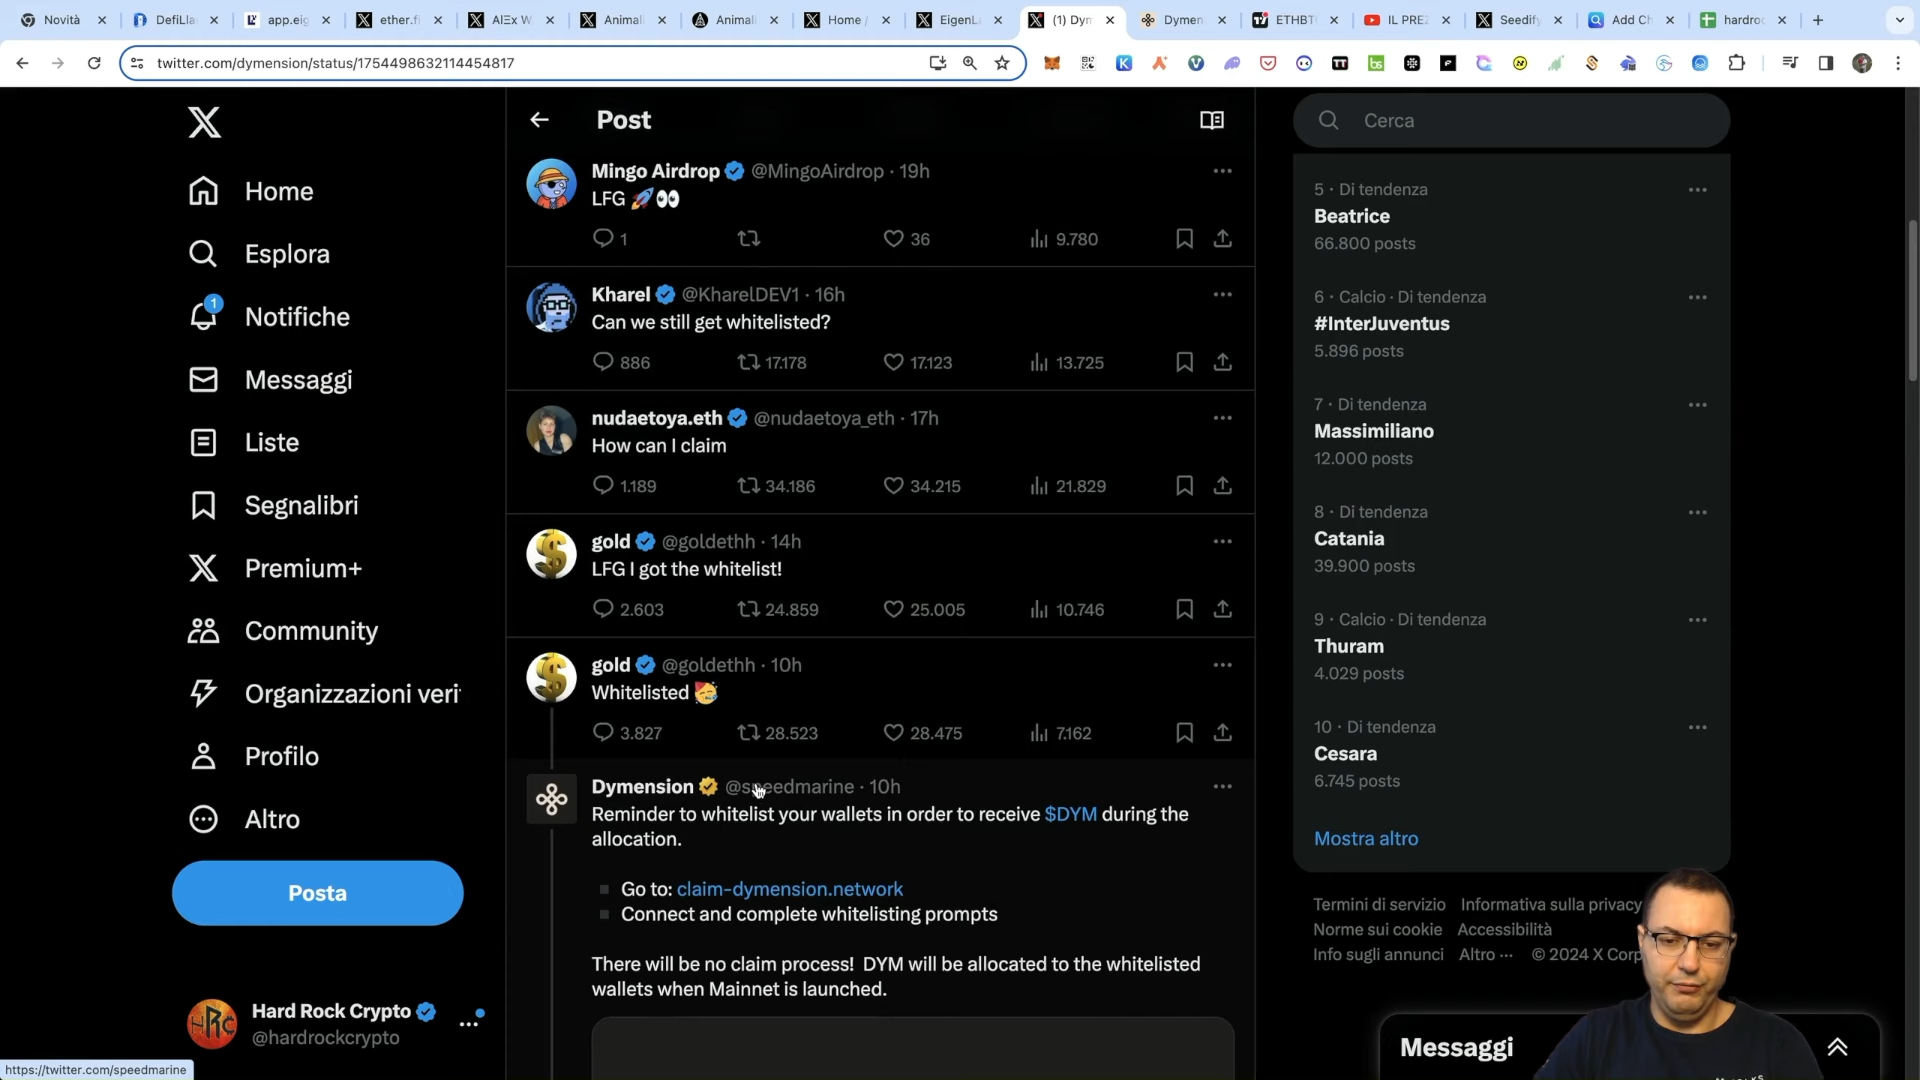 Novità
DefiLla
app.eig
ether.fi
AlEx W
Animali
Animali
Home /
EigenLa
(1) Dym
Dymen
ETHBT
IL PREZ
Seedify
Add Ch
hardroc
twitter.com/dymension/status/1754498632114454817
Home
Esplora
1
Notifiche
Messaggi
Liste
Segnalibri
Premium+
Community
Organizzazioni veri
Profilo
Altro
Posta
Hard Rock Crypto
@hardrockcrypto
https://twitter.com/speedmarine
Post
Mingo Airdrop @MingoAirdrop · 19h
LFG 🚀👀
1 36 9.780
Kharel @KharelDEV1 · 16h
Can we still get whitelisted?
886 17.178 17.123 13.725
nudaetoya.eth @nudaetoya_eth · 17h
How can I claim
1.189 34.186 34.215 21.829
gold @goldethh · 14h
LFG I got the whitelist!
2.603 24.859 25.005 10.746
gold @goldethh · 10h
Whitelisted 🥳
3.827 28.523 28.475 7.162
Dymension @speedmarine · 10h
Reminder to whitelist your wallets in order to receive $DYM during the
allocation.
Go to: claim-dymension.network
Connect and complete whitelisting prompts
There will be no claim process! DYM will be allocated to the whitelisted
wallets when Mainnet is launched.
Cerca
5 · Di tendenza
Beatrice
66.800 posts
6 · Calcio · Di tendenza
#InterJuventus
5.896 posts
7 · Di tendenza
Massimiliano
12.000 posts
8 · Di tendenza
Catania
39.900 posts
9 · Calcio · Di tendenza
Thuram
4.029 posts
10 · Di tendenza
Cesara
6.745 posts
Mostra altro
Termini di servizio Informativa sulla privacy
Norme sui cookie Accessibilità
Info sugli annunci Altro ··· © 2024 X Corp
Messaggi